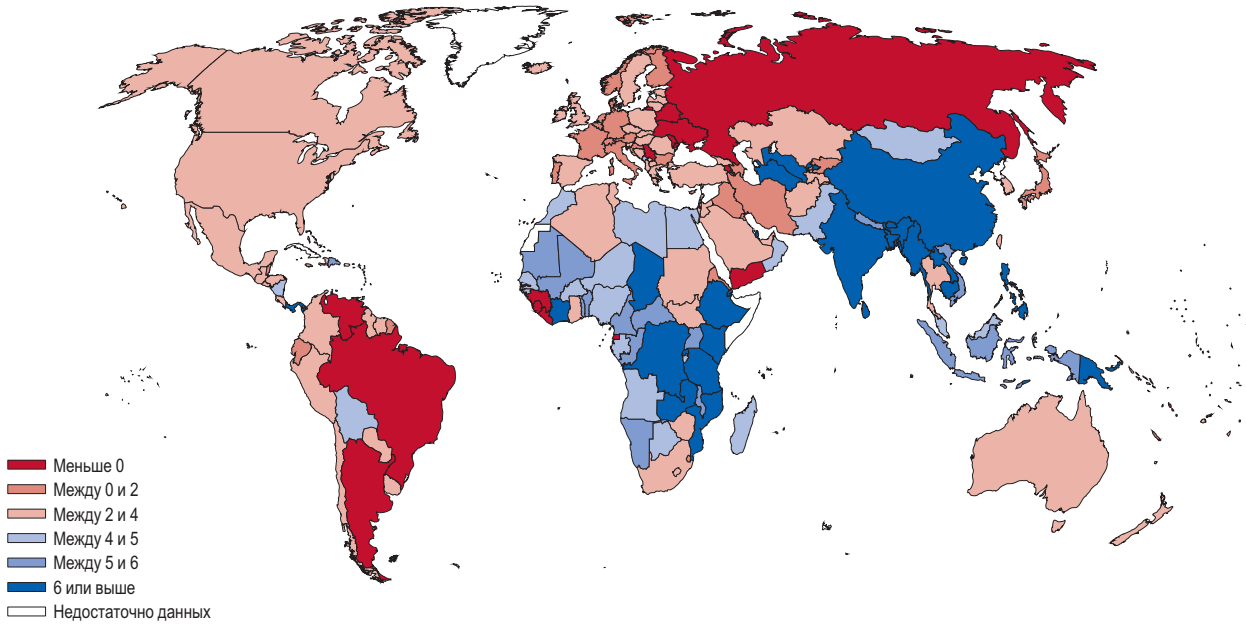 Меньше 0
Между 0 и 2
Между 2 и 4
Между 4 и 5
Между 5 и 6
6 или выше
Недостаточно данных